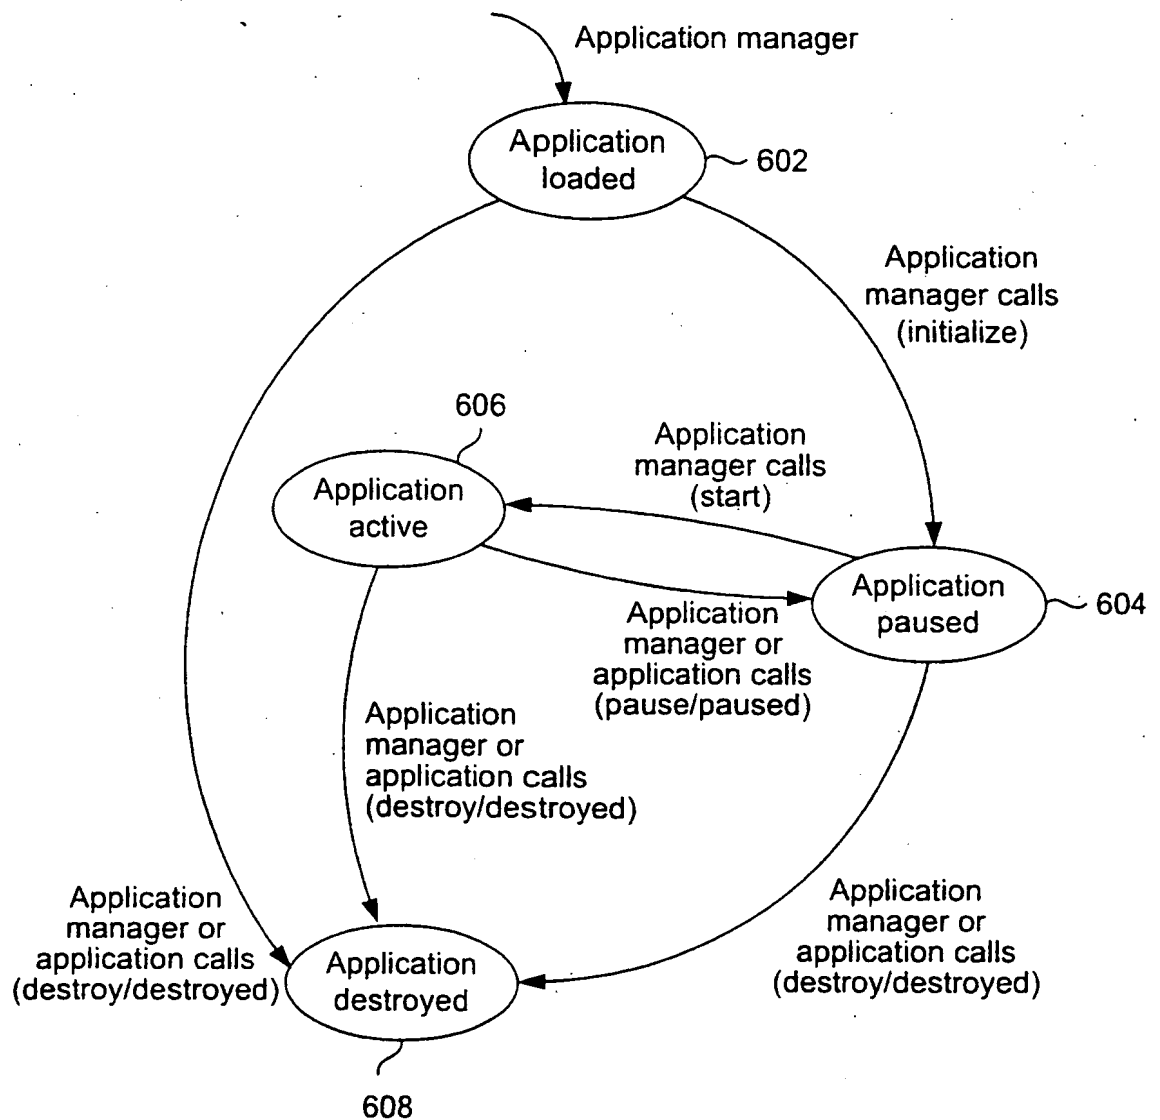 Application manager
Application
loaded
602
Application
manager calls
(initialize)
606
Application
manager calls
(start)
Application
active
Application
paused
604
Application
manager or
application calls
(pause/paused)
Application
manager or
application calls
(destroy/destroyed)
Application
manager or
application calls
(destroy/destroyed)
Application
manager or
application calls
(destroy/destroyed)
Application
destroyed
608